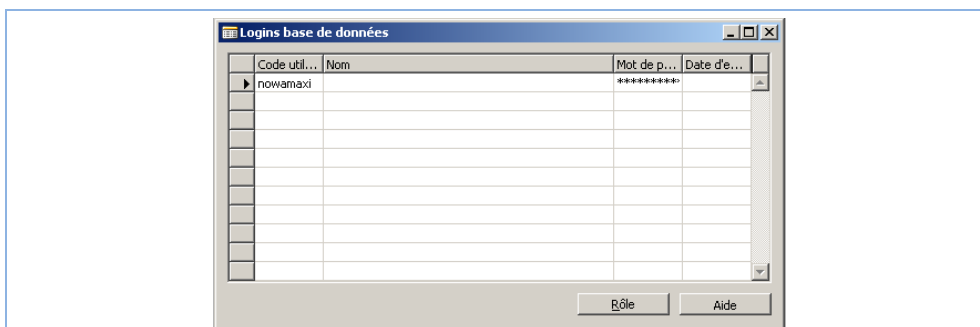 Logins base de données
Code util... Nom Mot de p... Date d'e...
nowamaxi **********
Rôle Aide